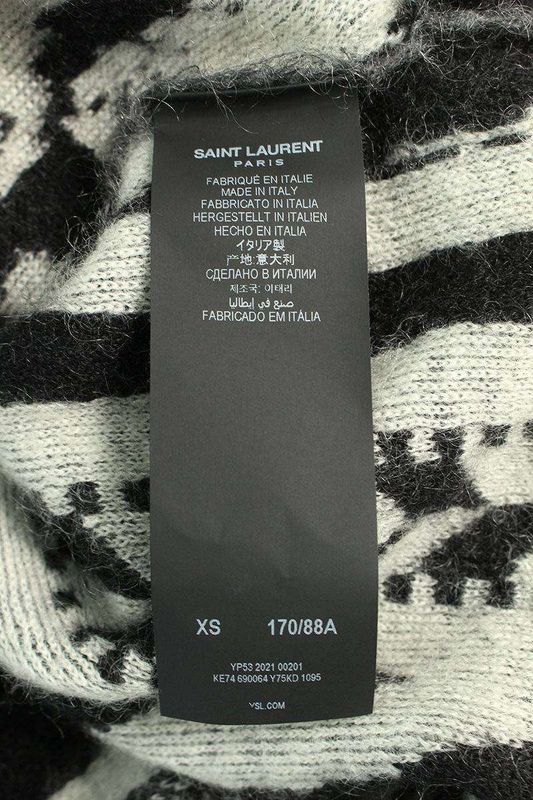 SAINT LAURENT
PARIS
FABRIQUÉ EN ITALIE
MADE IN ITALY
FABBRICATO IN ITALIA
HERGESTELLT IN ITALIEN
HECHO EN ITALIA
イタリア製
产地:意大利
СДЕЛАНО В ИТАЛИИ
제조국: 이태리
صنع في إيطاليا
FABRICADO EM ITÁLIA
XS 170/88A
YP53 2021 00201
KE74 690064 Y75KD 1095
YSL.COM